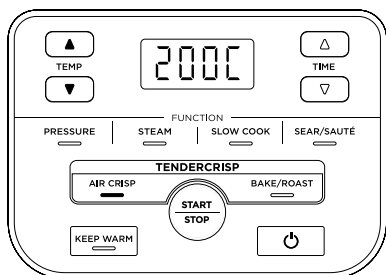 200C
TEMP
TIME
FUNCTION
PRESSURE STEAM SLOW COOK SEAR/SAUTÉ
TENDERCRISP
AIR CRISP BAKE/ROAST
START
STOP
KEEP WARM